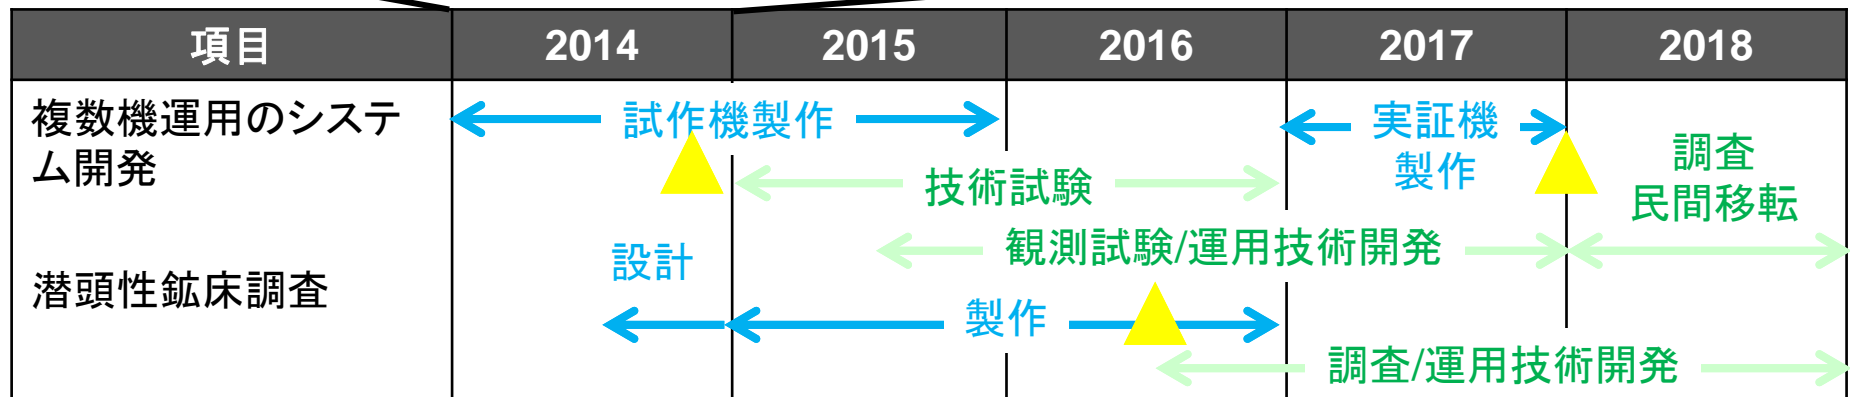 項目 2014 2015 2016 2017 2018
複数機運用のシステ
ム開発
試作機製作
実証機
製作
調査
民間移転
技術試験
観測試験/運用技術開発
設計
潜頭性鉱床調査
製作
調査/運用技術開発